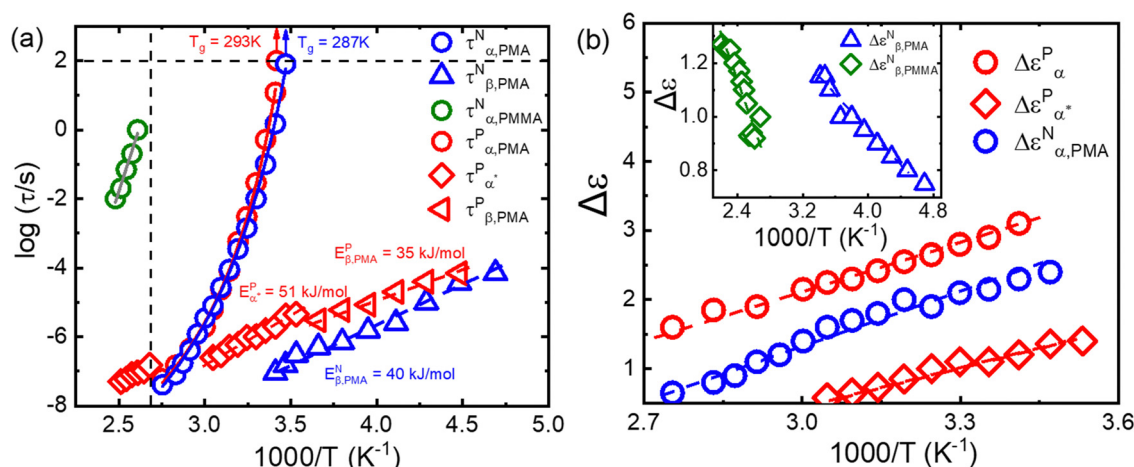 (a)
T_g = 293K T_g = 287K
log (τ/s)
2
0
-2
-4
-6
-8
τ^N_α,PMA
τ^N_β,PMA
τ^N_α,PMMA
τ^P_α,PMA
τ^P_α*
τ^P_β,PMA
E^P_β,PMA = 35 kJ/mol
E^P_α* = 51 kJ/mol
E^N_β,PMA = 40 kJ/mol
2.5 3.0 3.5 4.0 4.5 5.0
1000/T (K⁻¹)
(b)
Δε
6
5
4
3
2
1
Δε
1.2
1.0
0.8
Δε^N_β,PMA
Δε^N_β,PMMA
2.4 3.2 4.0 4.8
1000/T (K⁻¹)
Δε^P_α
Δε^P_α*
Δε^N_α,PMA
2.7 3.0 3.3 3.6
1000/T (K⁻¹)